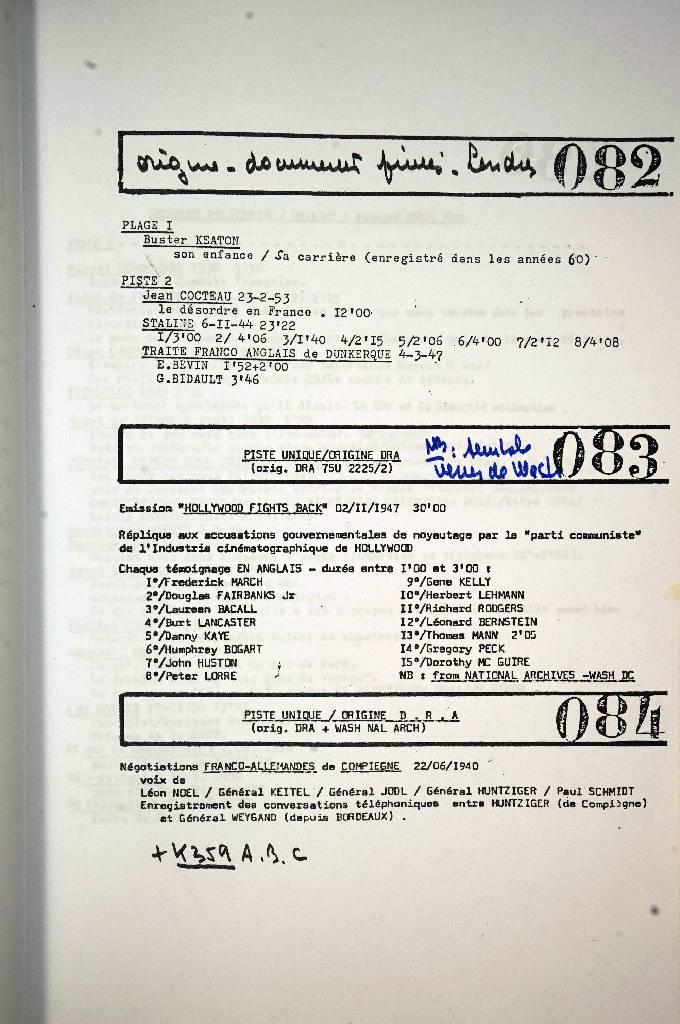 origine - documents privés. Londres 082
PLAGE I
Buster KEATON
son enfance / Sa carrière (enregistré dans les années 60)
PISTE 2
Jean COCTEAU 23-2-53
le désordre en France . I2'00
STALINE 6-II-44 23'22
I/3'00 2/ 4'06 3/I'40 4/2'I5 5/2'06 6/4'00 7/2'I2 8/4'08
TRAITE FRANCO ANGLAIS de DUNKERQUE 4-3-47
E.BEVIN I'52+2'00
G.BIDAULT 3'46
PISTE UNIQUE/ORIGINE DRA 083
(orig. DRA 75U 2225/2)
NB:
Emission "HOLLYWOOD FIGHTS BACK" 02/II/1947 30'00
Réplique aux accusations gouvernementales de noyautage par le "parti communiste"
de l'Industrie cinématographique de HOLLYWOOD
Chaque témoignage EN ANGLAIS - durée entre I'00 et 3'00 :
I°/Frederick MARCH
2°/Douglas FAIRBANKS Jr
3°/Laureen BACALL
4°/Burt LANCASTER
5°/Danny KAYE
6°/Humphrey BOGART
7°/John HUSTON
8°/Peter LORRE
9°/Gene KELLY
I0°/Herbert LEHMANN
II°/Richard RODGERS
I2°/Léonard BERNSTEIN
I3°/Thomas MANN 2'05
I4°/Gregory PECK
I5°/Dorothy MC GUIRE
NB : from NATIONAL ARCHIVES -WASH DC
PISTE UNIQUE / ORIGINE D . R . A 084
(orig. DRA + WASH NAL ARCH)
Négotiations FRANCO-ALLEMANDES de COMPIEGNE 22/06/1940
voix de
Léon NOEL / Général KEITEL / Général JODL / Général HUNTZIGER / Paul SCHMIDT
Enregistrement des conversations téléphoniques entre HUNTZIGER (de Compiègne)
et Général WEYGAND (depuis BORDEAUX) .
+ K359 A.B.C